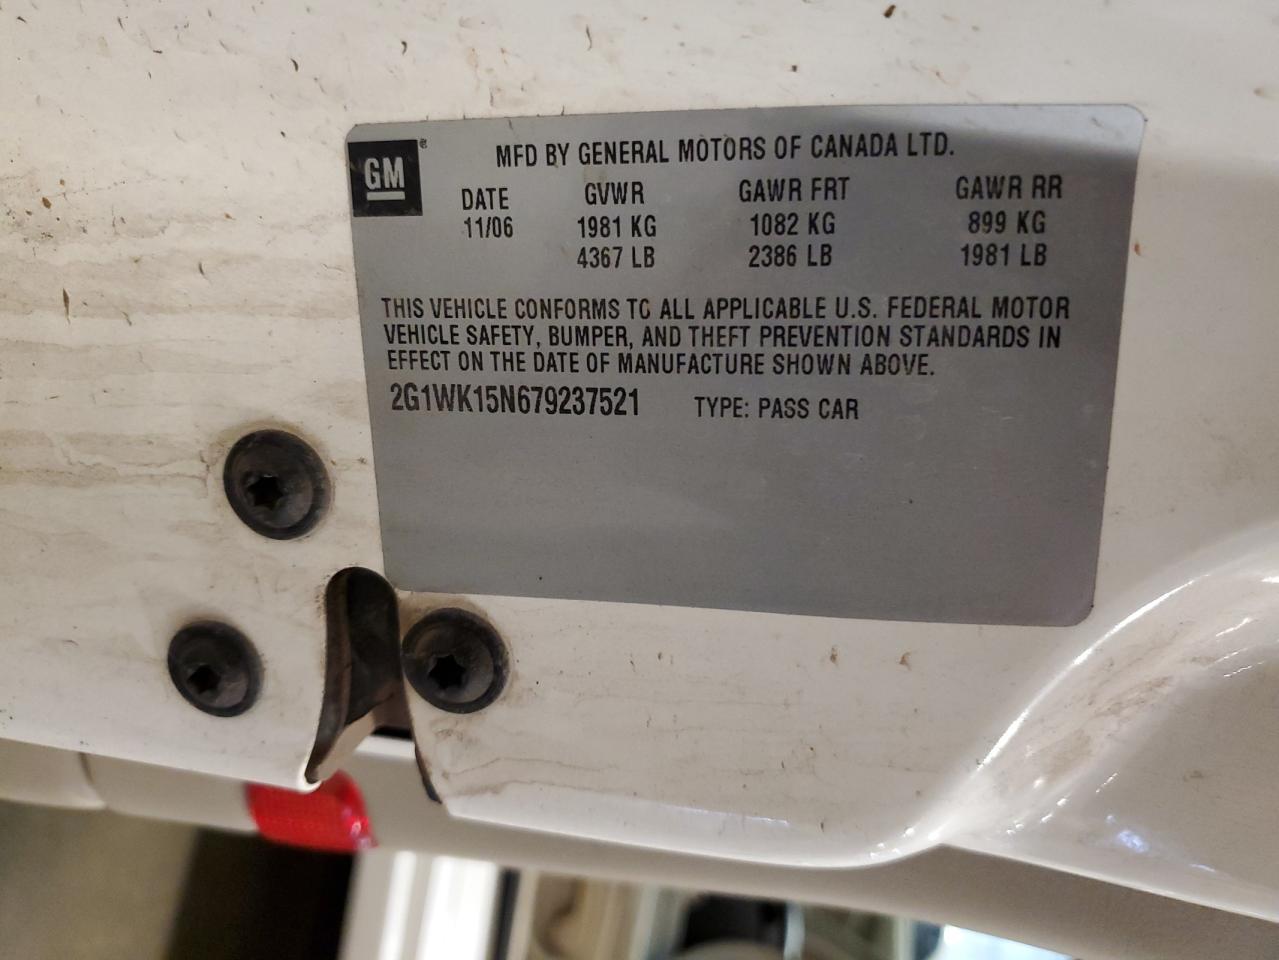 GM ® MFD BY GENERAL MOTORS OF CANADA LTD.
DATE GVWR GAWR FRT GAWR RR
11/06 1981 KG 1082 KG 899 KG
4367 LB 2386 LB 1981 LB
THIS VEHICLE CONFORMS TO ALL APPLICABLE U.S. FEDERAL MOTOR
VEHICLE SAFETY, BUMPER, AND THEFT PREVENTION STANDARDS IN
EFFECT ON THE DATE OF MANUFACTURE SHOWN ABOVE.
2G1WK15N679237521 TYPE: PASS CAR